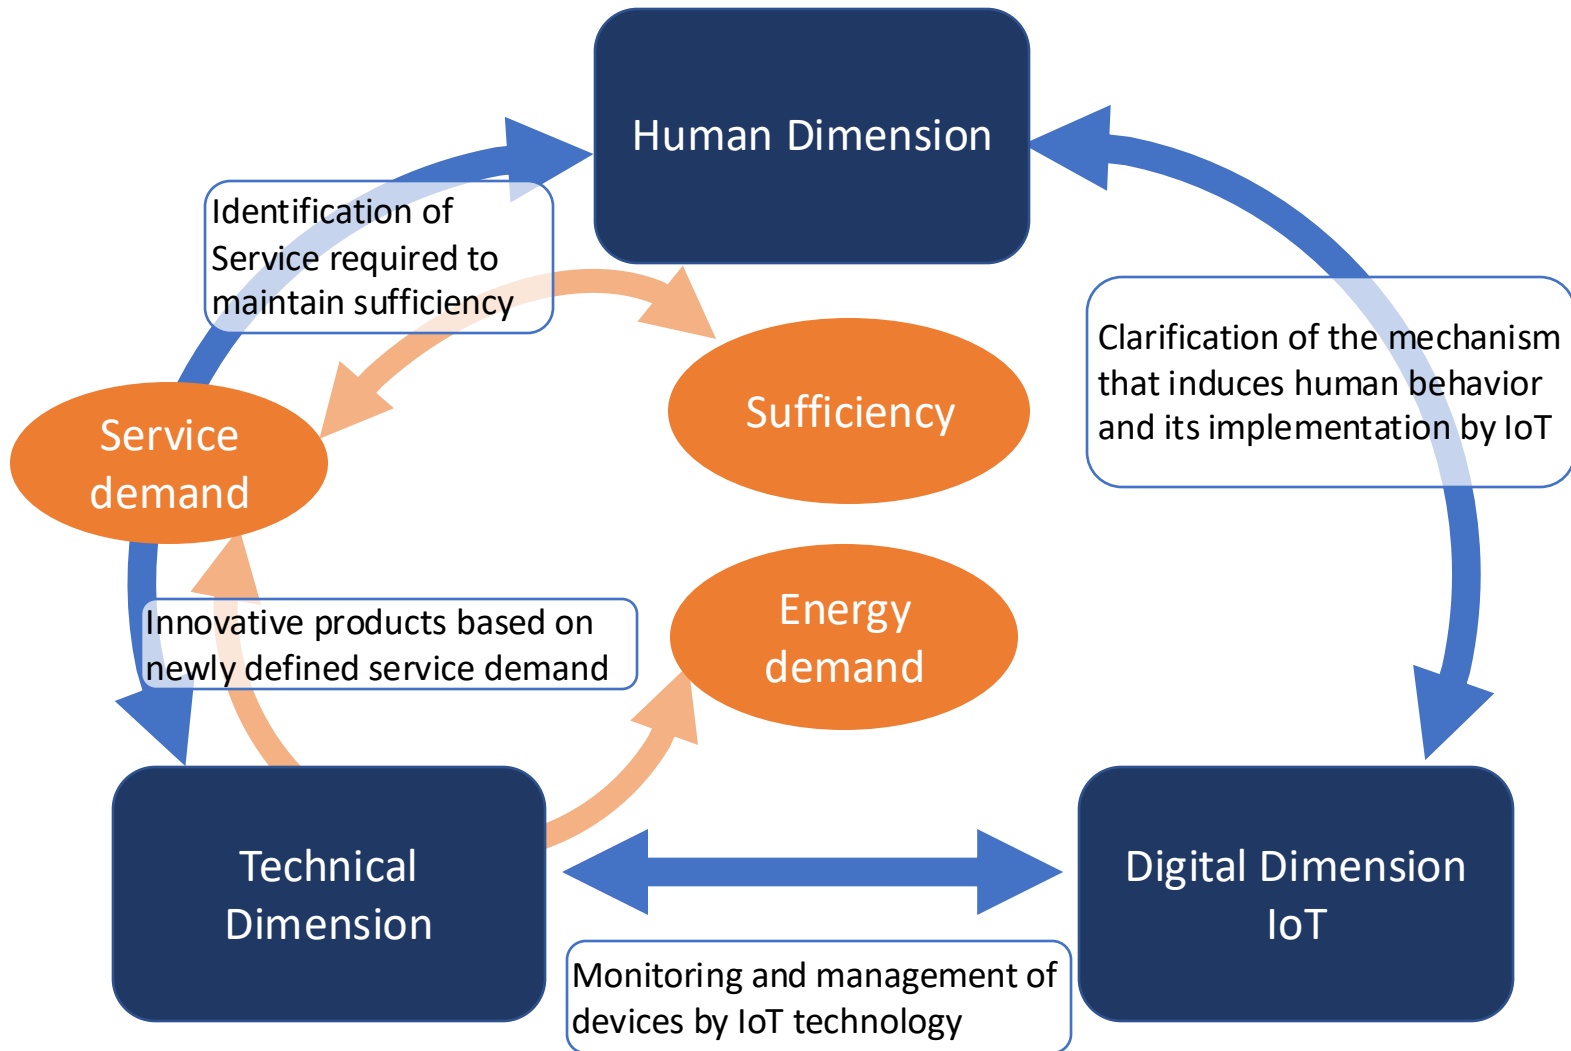 Human Dimension
Identification of
Service required to
maintain sufficiency
Clarification of the mechanism
that induces human behavior
and its implementation by IoT
Sufficiency
Service
demand
Innovative products based on
newly defined service demand
Energy
demand
Technical
Dimension
Digital Dimension
IoT
Monitoring and management of
devices by IoT technology